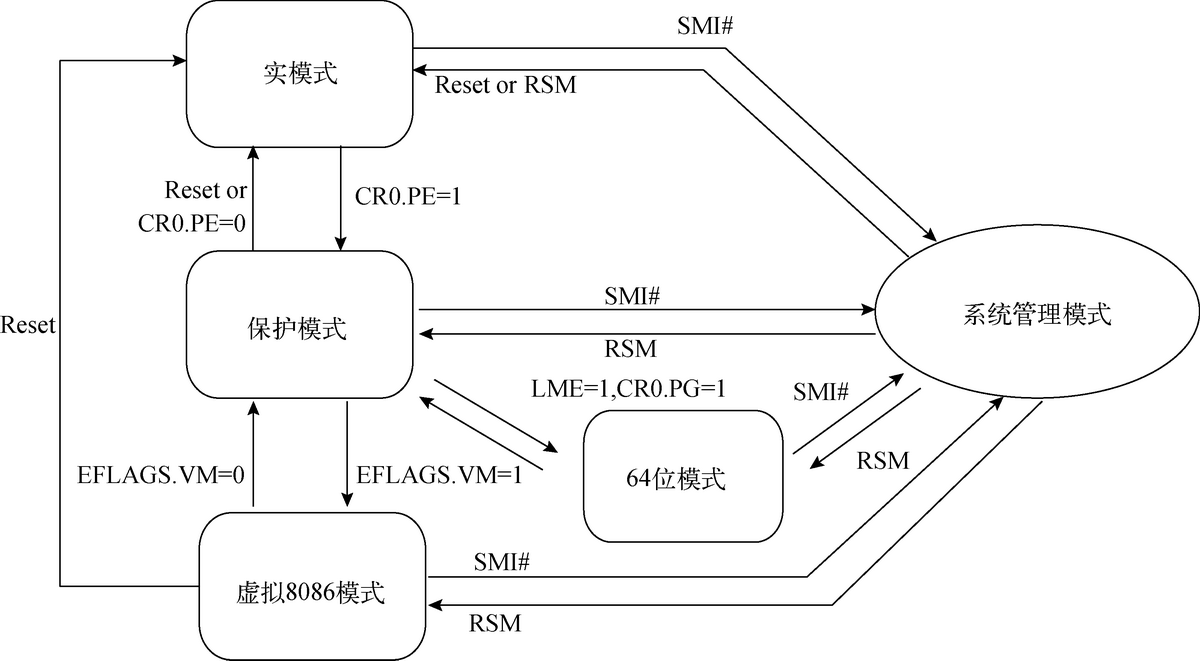 SMI#
实模式
Reset or RSM
Reset or
CR0.PE=0
CR0.PE=1
SMI#
系统管理模式
Reset
保护模式
RSM
LME=1,CR0.PG=1
SMI#
EFLAGS.VM=0
EFLAGS.VM=1
64位模式
RSM
SMI#
虚拟8086模式
RSM